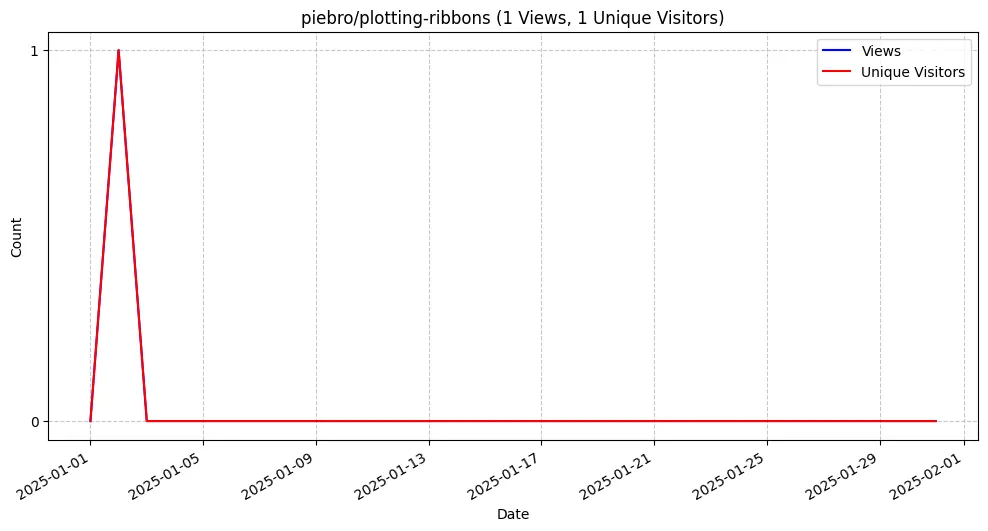 piebro/plotting-ribbons (1 Views, 1 Unique Visitors)
Views
Unique Visitors
1
Count
0
2025-01-01
2025-01-05
2025-01-09
2025-01-13
2025-01-17
2025-01-21
2025-01-25
2025-01-29
2025-02-01
Date